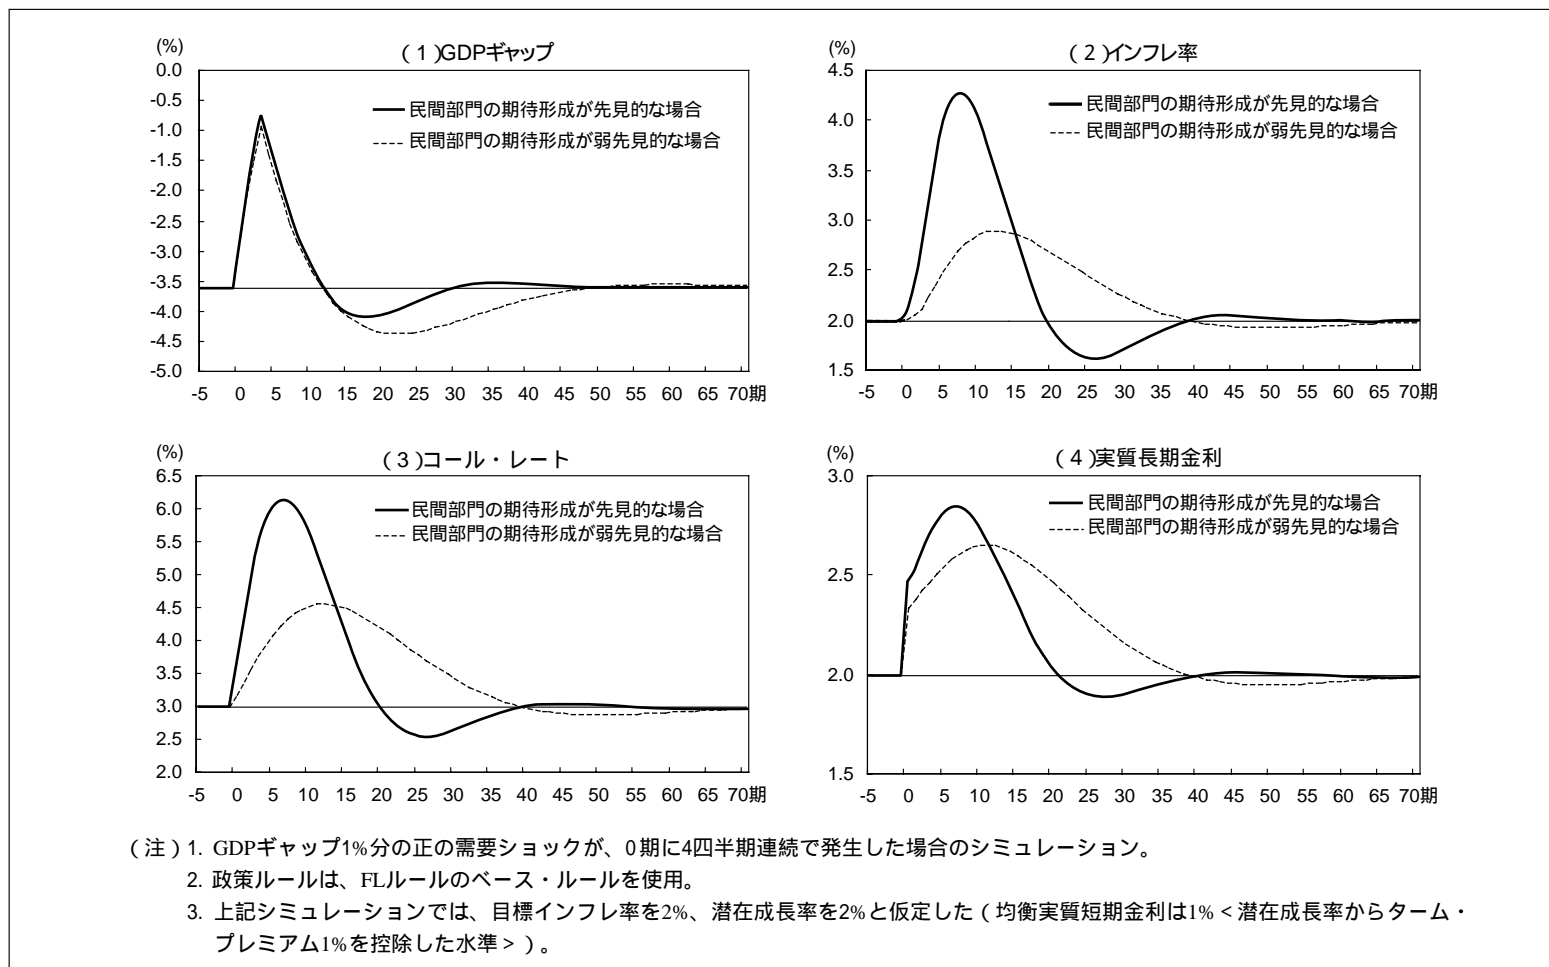 (%)
（1）GDPギャップ
0.0
-0.5
-1.0
-1.5
-2.0
-2.5
-3.0
-3.5
-4.0
-4.5
-5.0
民間部門の期待形成が先見的な場合
民間部門の期待形成が弱先見的な場合
-5 0 5 10 15 20 25 30 35 40 45 50 55 60 65 70期
(%)
（2）インフレ率
4.5
4.0
3.5
3.0
2.5
2.0
1.5
民間部門の期待形成が先見的な場合
民間部門の期待形成が弱先見的な場合
-5 0 5 10 15 20 25 30 35 40 45 50 55 60 65 70期
(%)
（3）コール・レート
6.5
6.0
5.5
5.0
4.5
4.0
3.5
3.0
2.5
2.0
民間部門の期待形成が先見的な場合
民間部門の期待形成が弱先見的な場合
-5 0 5 10 15 20 25 30 35 40 45 50 55 60 65 70期
(%)
（4）実質長期金利
3.0
2.5
2.0
1.5
民間部門の期待形成が先見的な場合
民間部門の期待形成が弱先見的な場合
-5 0 5 10 15 20 25 30 35 40 45 50 55 60 65 70期
（注）1. GDPギャップ1%分の正の需要ショックが、0期に4四半期連続で発生した場合のシミュレーション。
2. 政策ルールは、FLルールのベース・ルールを使用。
3. 上記シミュレーションでは、目標インフレ率を2%、潜在成長率を2%と仮定した（均衡実質短期金利は1%＜潜在成長率からターム・
プレミアム1%を控除した水準＞）。